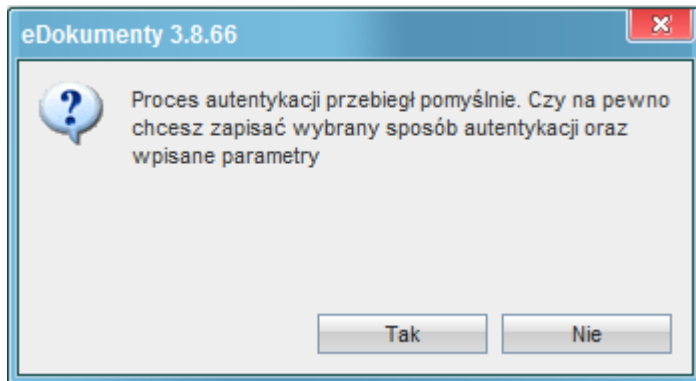 eDokumenty 3.8.66
Proces autentykacji przebiegł pomyślnie. Czy na pewno
chcesz zapisać wybrany sposób autentykacji oraz
wpisane parametry
Tak
Nie